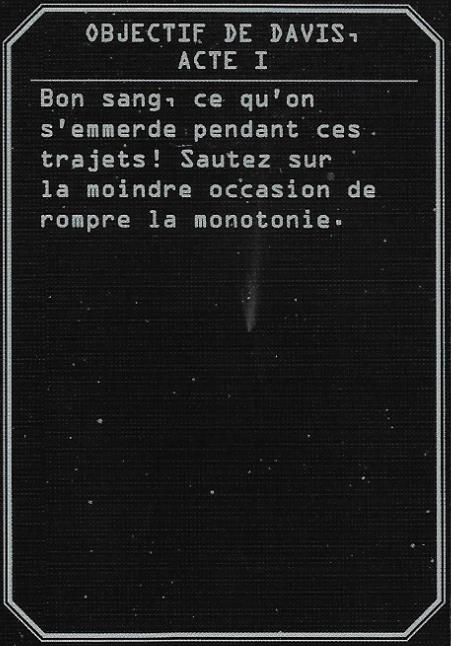 OBJECTIF DE DAVIS,
ACTE I
Bon sang, ce qu'on
s'emmerde pendant ces
trajets! Sautez sur
la moindre occasion de
rompre la monotonie.